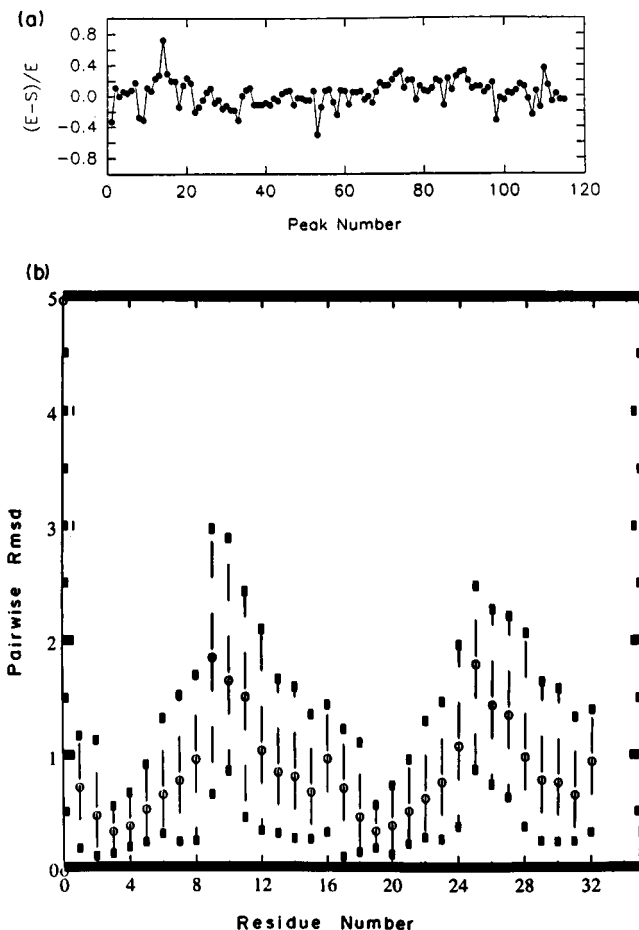 (a)
(E-S)/E
0.8
0.4
0.0
-0.4
-0.8
0 20 40 60 80 100 120
Peak Number
(b)
Pairwise Rmsd
5
4
3
2
1
0
0 4 8 12 16 20 24 28 32
Residue Number